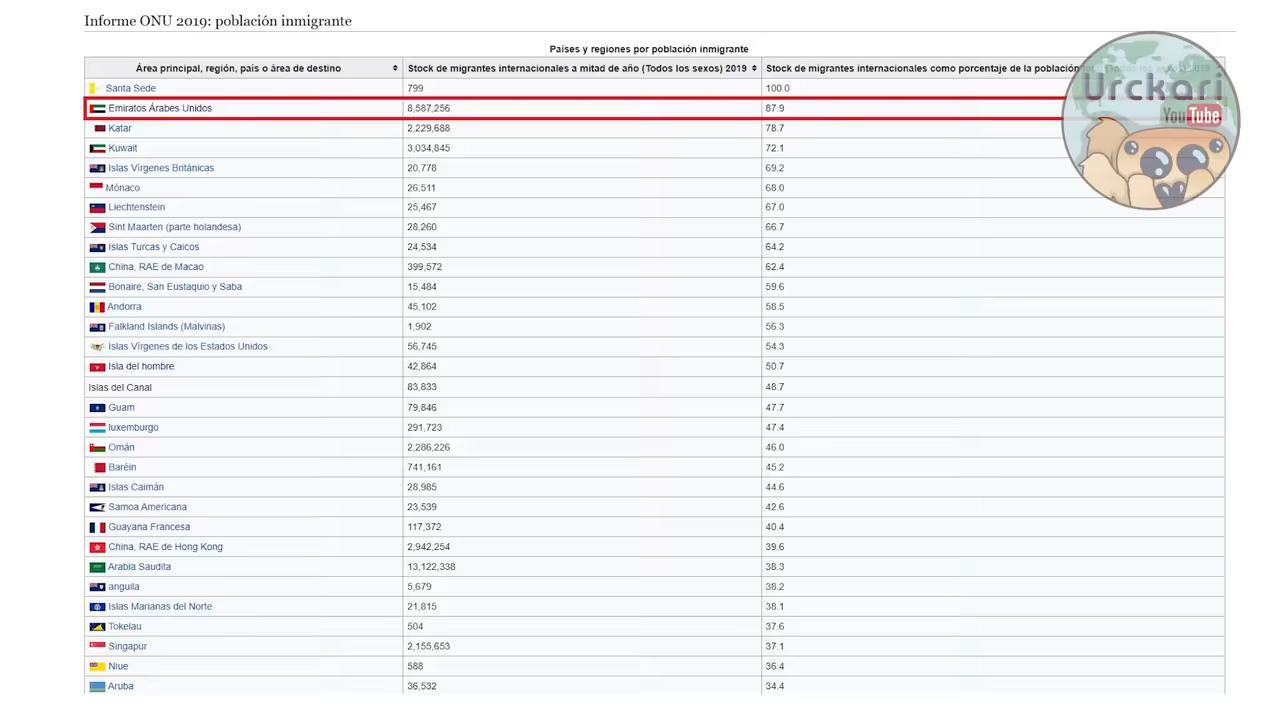 Informe ONU 2019: población inmigrante
Países y regiones por población inmigrante
Área principal, región, país o área de destino Stock de migrantes internacionales a mitad de año (Todos los sexos) 2019 Stock de migrantes internacionales como porcentaje de la población
Urckari
YouTube
Santa Sede 799 100.0
Emiratos Árabes Unidos 8,587,256 87.9
Katar 2,229,688 78.7
Kuwait 3,034,845 72.1
Islas Vírgenes Británicas 20,778 69.2
Mónaco 26,511 68.0
Liechtenstein 25,467 67.0
Sint Maarten (parte holandesa) 28,260 66.7
Islas Turcas y Caicos 24,534 64.2
China, RAE de Macao 399,572 62.4
Bonaire, San Eustaquio y Saba 15,484 59.6
Andorra 45,102 58.5
Falkland Islands (Malvinas) 1,902 56.3
Islas Vírgenes de los Estados Unidos 56,745 54.3
Isla del hombre 42,864 50.7
Islas del Canal 83,833 48.7
Guam 79,846 47.7
luxemburgo 291,723 47.4
Omán 2,286,226 46.0
Baréin 741,161 45.2
Islas Caimán 28,985 44.6
Samoa Americana 23,539 42.6
Guayana Francesa 117,372 40.4
China, RAE de Hong Kong 2,942,254 39.6
Arabia Saudita 13,122,338 38.3
anguila 5,679 38.2
Islas Marianas del Norte 21,815 38.1
Tokelau 504 37.6
Singapur 2,155,653 37.1
Niue 588 36.4
Aruba 36,532 34.4